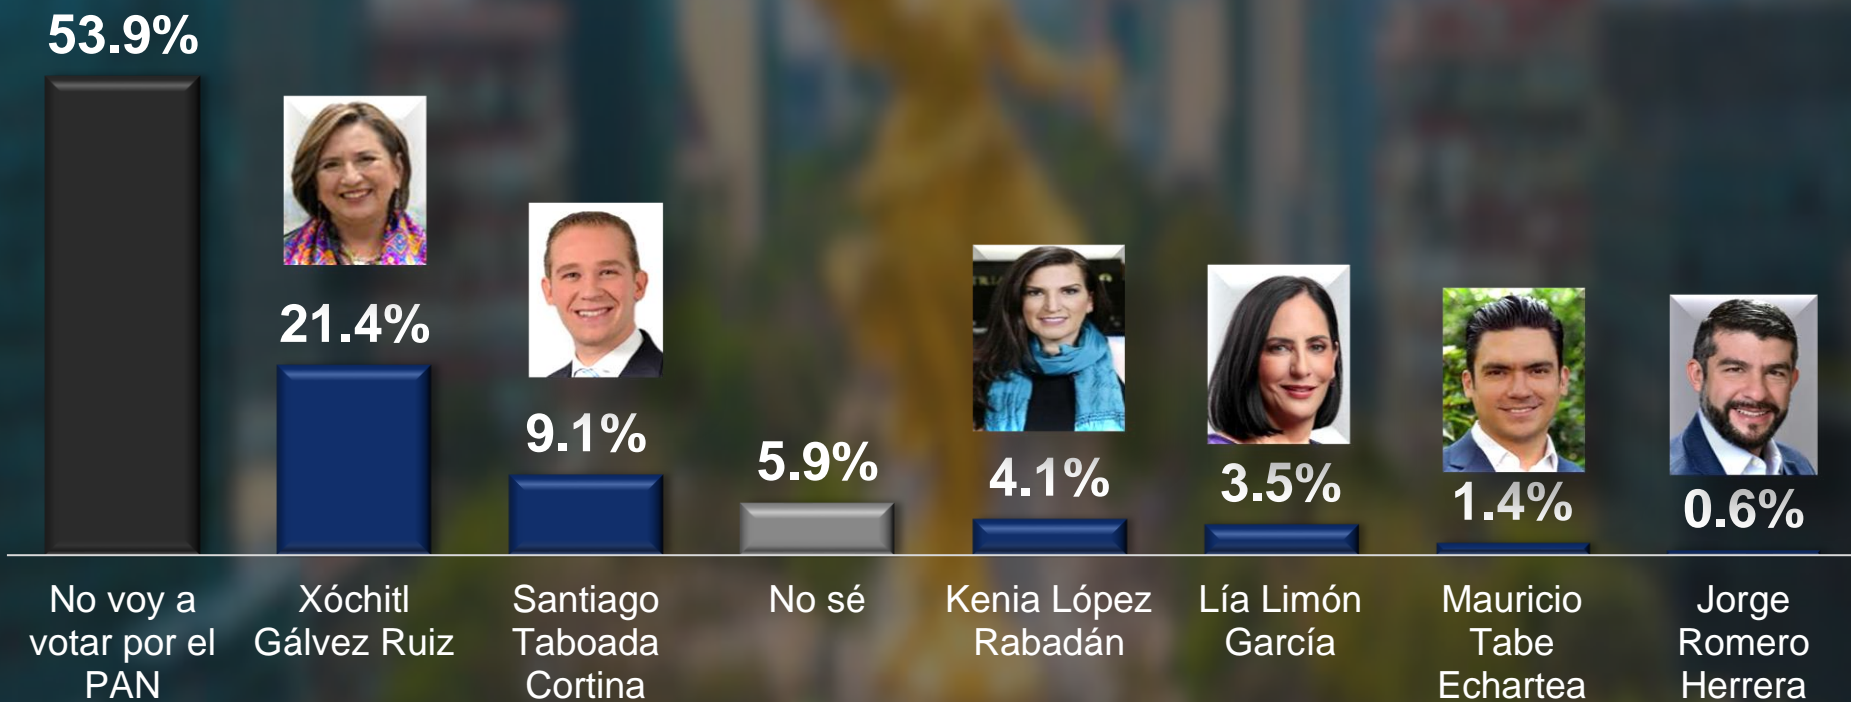 53.9%
21.4%
9.1%
5.9%
4.1%
3.5%
1.4%
0.6%
No voy a
votar por el
PAN
Xóchitl
Gálvez Ruiz
Santiago
Taboada
Cortina
No sé
Kenia López
Rabadán
Lía Limón
García
Mauricio
Tabe
Echartea
Jorge
Romero
Herrera